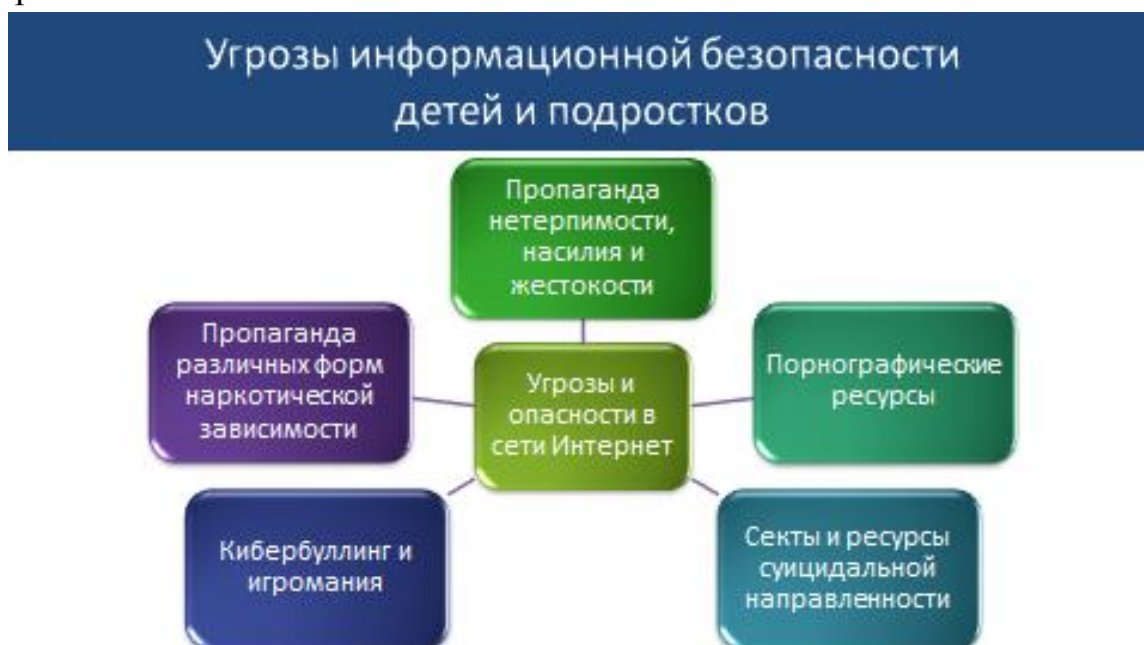 Угрозы информационной безопасности
детей и подростков
Пропаганда
нетерпимости,
насилия и
жестокости
Порнографические
ресурсы
Секты и ресурсы
суицидальной
направленности
Кибербуллинг и
игромания
Пропаганда
различных форм
наркотической
зависимости
Угрозы и
опасности в
сети Интернет